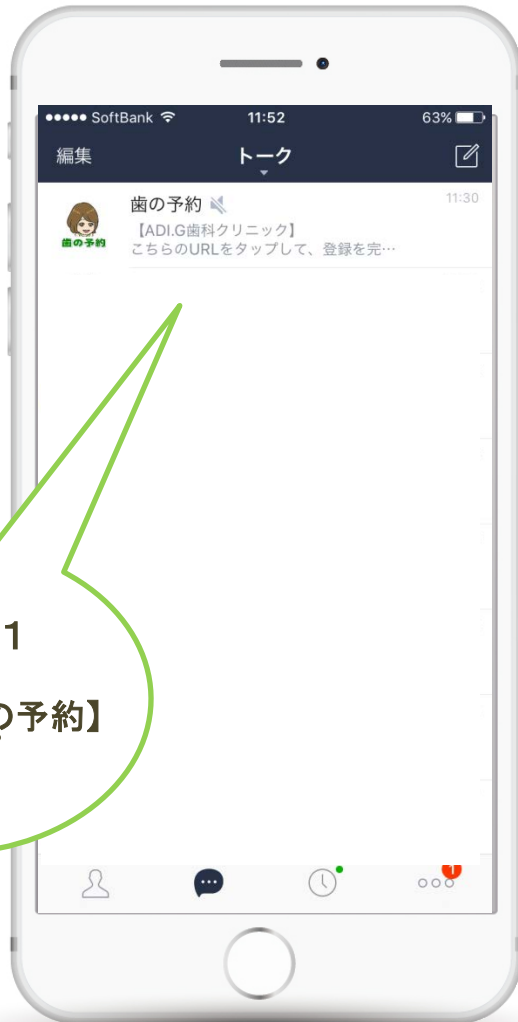 SoftBank
11:52
63%
編集
トーク
歯の予約
11:30
歯の予約
【ADI.G歯科クリニック】
こちらのURLをタップして、登録を完…
1
の予約】
1